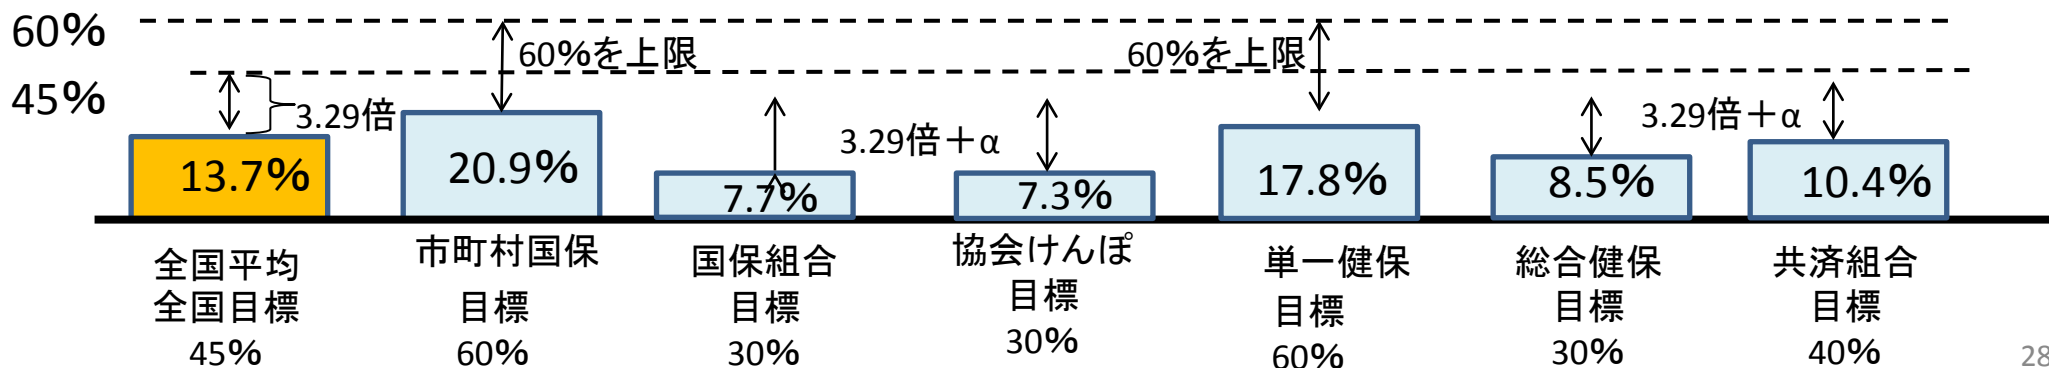 60%
45%
60%を上限
60%を上限
3.29倍
3.29倍＋α
3.29倍＋α
13.7%
20.9%
7.7%
7.3%
17.8%
8.5%
10.4%
全国平均
全国目標
45%
市町村国保
目標
60%
国保組合
目標
30%
協会けんぽ
目標
30%
単一健保
目標
60%
総合健保
目標
30%
共済組合
目標
40%
28